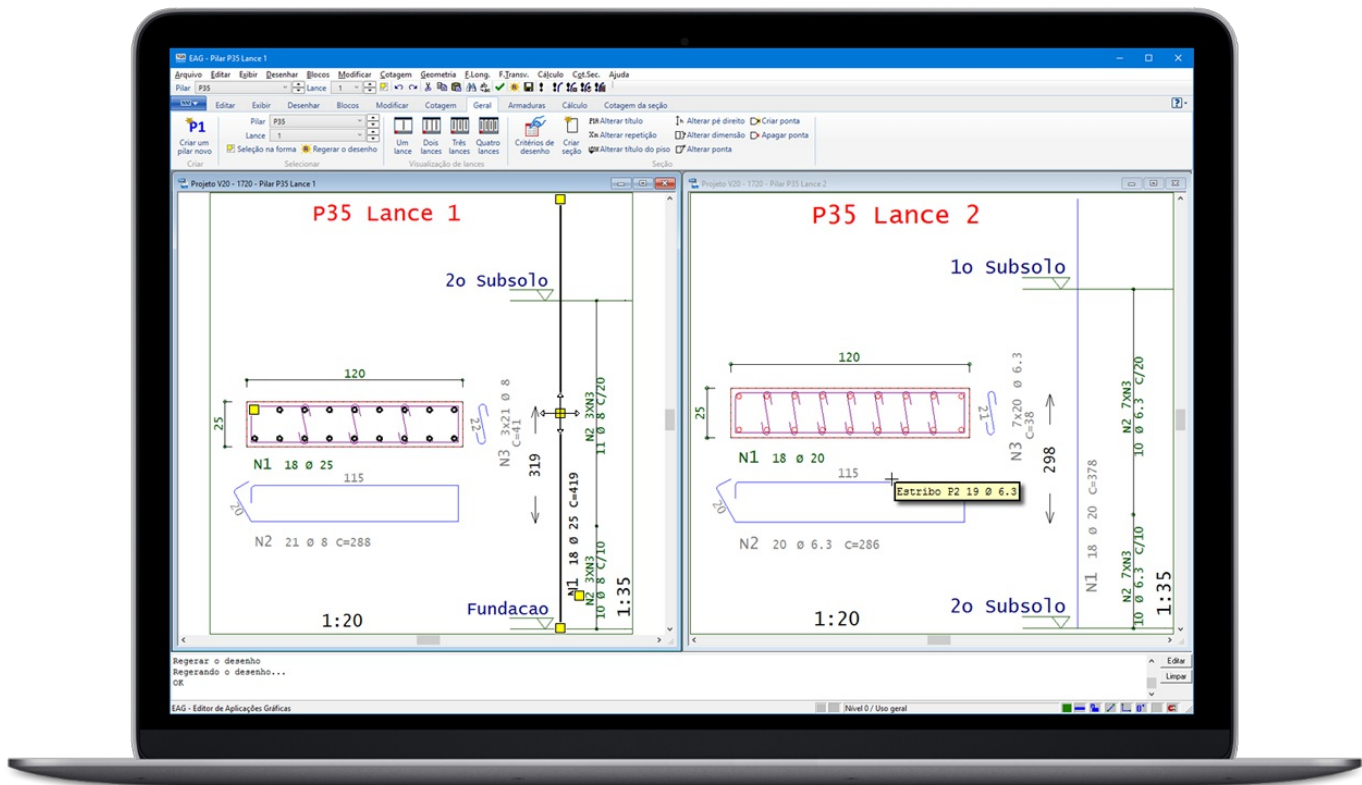 EAG - Pilar P35 Lance 1
Arquivo Editar Exibir Desenhar Blocos Modificar Cotagem Geometria F.Long. F.Transv. Cálculo Cgt.Sec. Ajuda
Pilar P35 Lance 1
Editar Exibir Desenhar Blocos Modificar Cotagem Geral Armaduras Cálculo Cotagem da seção
P1
Criar um pilar novo
Criar
Pilar P35
Lance 1
Seleção na forma Regerar o desenho
Selecionar
Um lance
Dois lances
Três lances
Quatro lances
Visualização de lances
Critérios de desenho
Criar seção
Alterar título
Alterar repetição
Alterar título do piso
Alterar pé direito
Alterar dimensão
Alterar ponta
Criar ponta
Apagar ponta
Seção
Projeto V20 - 1720 - Pilar P35 Lance 1
P35 Lance 1
2o Subsolo
120
25
22
N1 18 Ø 25
115
20
N2 21 Ø 8 C=288
N3 3x21 Ø 8
C=41
319
N1 18 Ø 25 C=419
N2 3XN3
11 Ø 8 C/20
N2 3XN3
10 Ø 8 C/10
1:35
Fundacao
1:20
Projeto V20 - 1720 - Pilar P35 Lance 2
P35 Lance 2
1o Subsolo
120
25
21
N1 18 Ø 20
115
Estribo P2 19 Ø 6.3
20
N2 20 Ø 6.3 C=286
N3 7x20 Ø 6.3
C=38
298
N1 18 Ø 20 C=378
N2 7XN3
10 Ø 6.3 C/20
N2 7XN3
10 Ø 6.3 C/10
1:35
2o Subsolo
1:20
Regerar o desenho
Regerando o desenho...
OK
Editar
Limpar
EAG - Editor de Aplicações Gráficas
Nível 0 / Uso geral